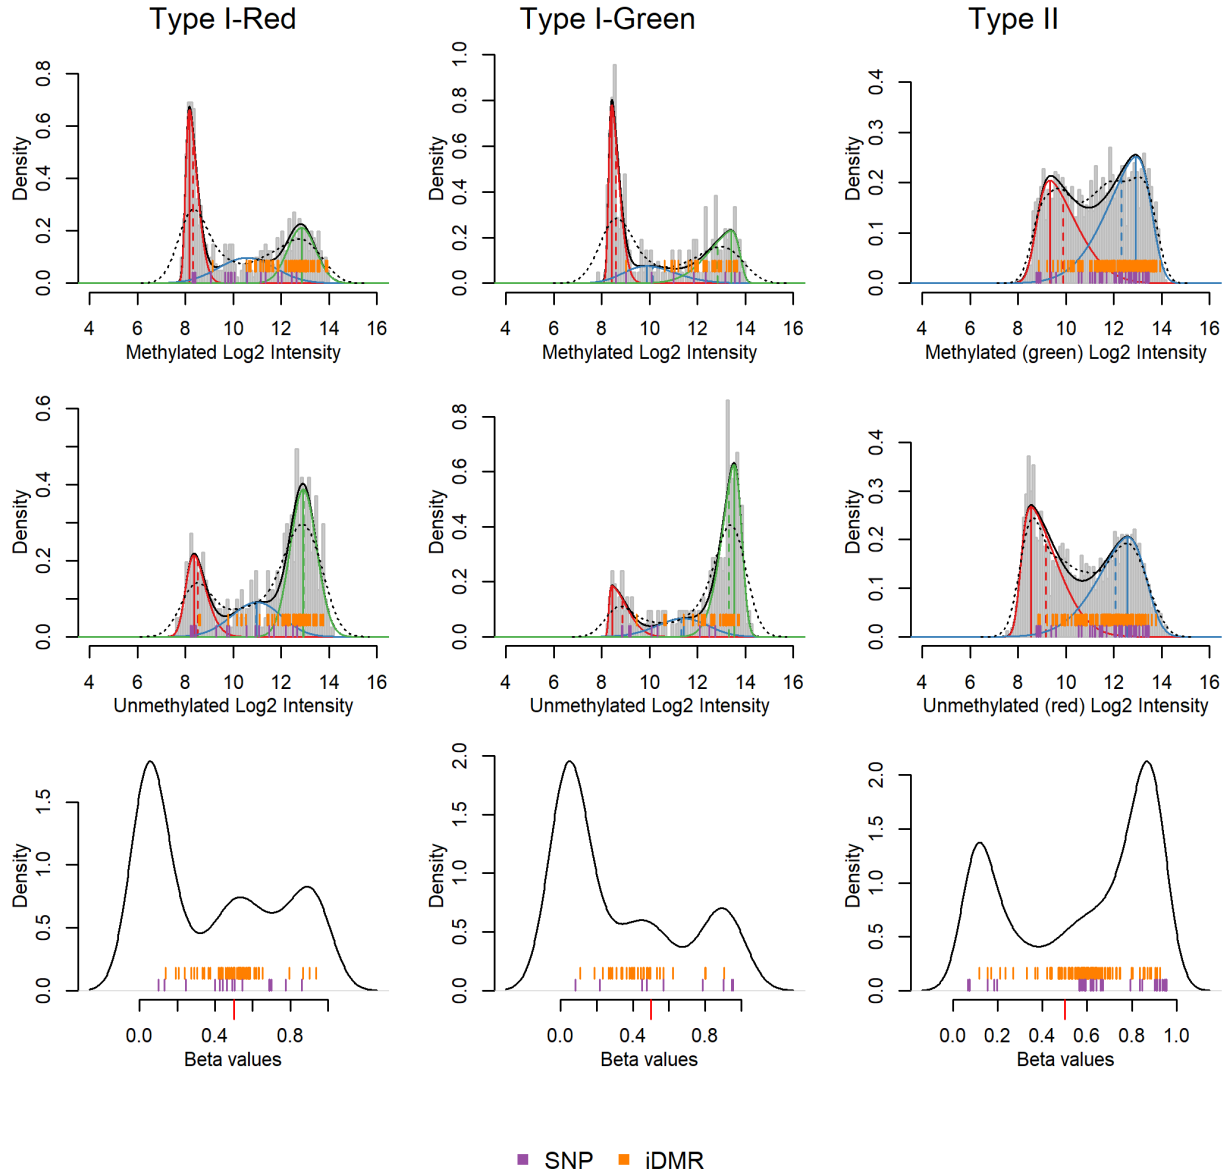 Type I-Red Type I-Green Type II
Density
0.0 0.2 0.4 0.6 0.8
4 6 8 10 12 14 16
Methylated Log2 Intensity
Density
0.0 0.2 0.4 0.6 0.8 1.0
4 6 8 10 12 14 16
Methylated Log2 Intensity
Density
0.0 0.1 0.2 0.3 0.4
4 6 8 10 12 14 16
Methylated (green) Log2 Intensity
Density
0.0 0.2 0.4 0.6
4 6 8 10 12 14 16
Unmethylated Log2 Intensity
Density
0.0 0.2 0.4 0.6 0.8
4 6 8 10 12 14 16
Unmethylated Log2 Intensity
Density
0.0 0.1 0.2 0.3 0.4
4 6 8 10 12 14 16
Unmethylated (red) Log2 Intensity
Density
0.0 0.5 1.0 1.5
0.0 0.4 0.8
Beta values
Density
0.0 0.5 1.0 1.5 2.0
0.0 0.4 0.8
Beta values
Density
0.0 0.5 1.0 1.5 2.0
0.0 0.2 0.4 0.6 0.8 1.0
Beta values
SNP iDMR